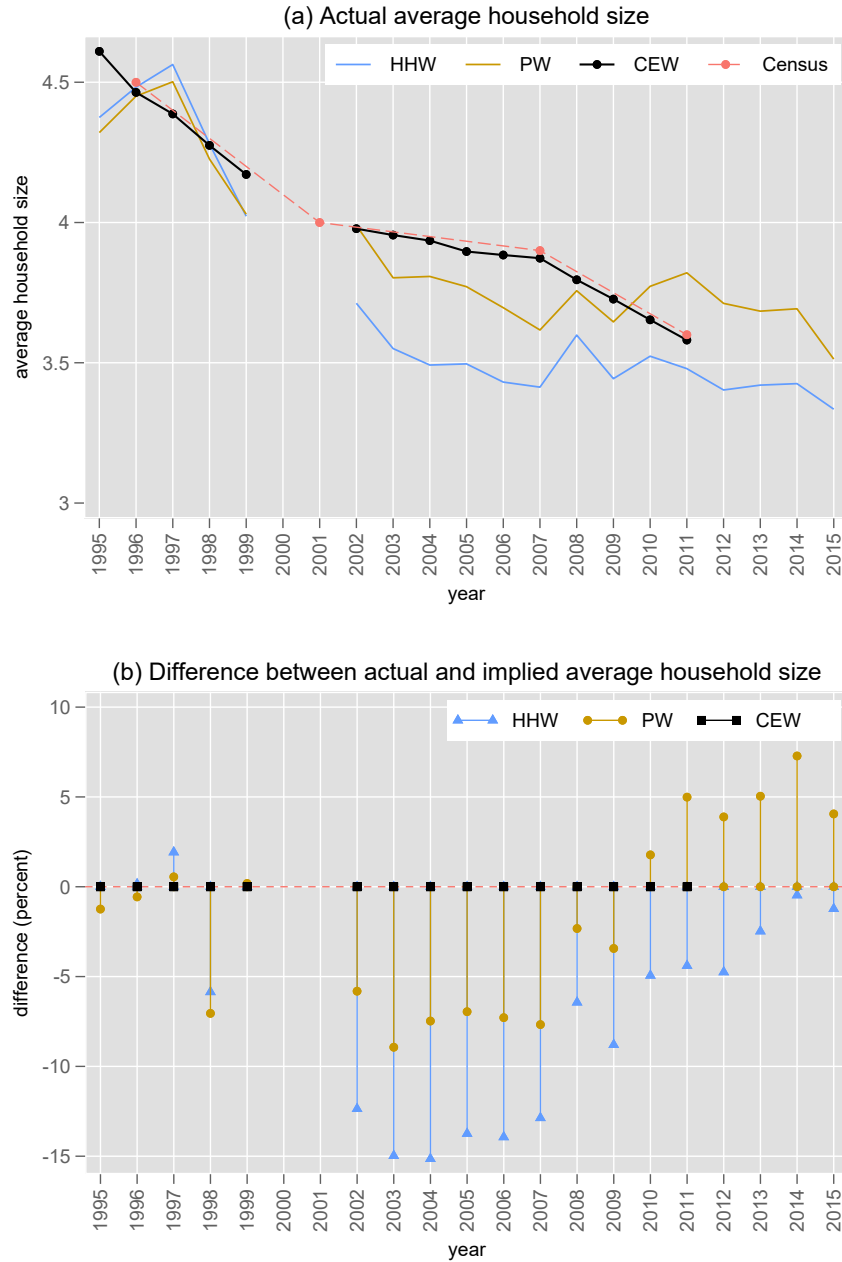 (a) Actual average household size
HHW PW CEW Census
average household size
4.5
4
3.5
3
1995 1996 1997 1998 1999 2000 2001 2002 2003 2004 2005 2006 2007 2008 2009 2010 2011 2012 2013 2014 2015
year
(b) Difference between actual and implied average household size
HHW PW CEW
difference (percent)
10
5
0
-5
-10
-15
1995 1996 1997 1998 1999 2000 2001 2002 2003 2004 2005 2006 2007 2008 2009 2010 2011 2012 2013 2014 2015
year